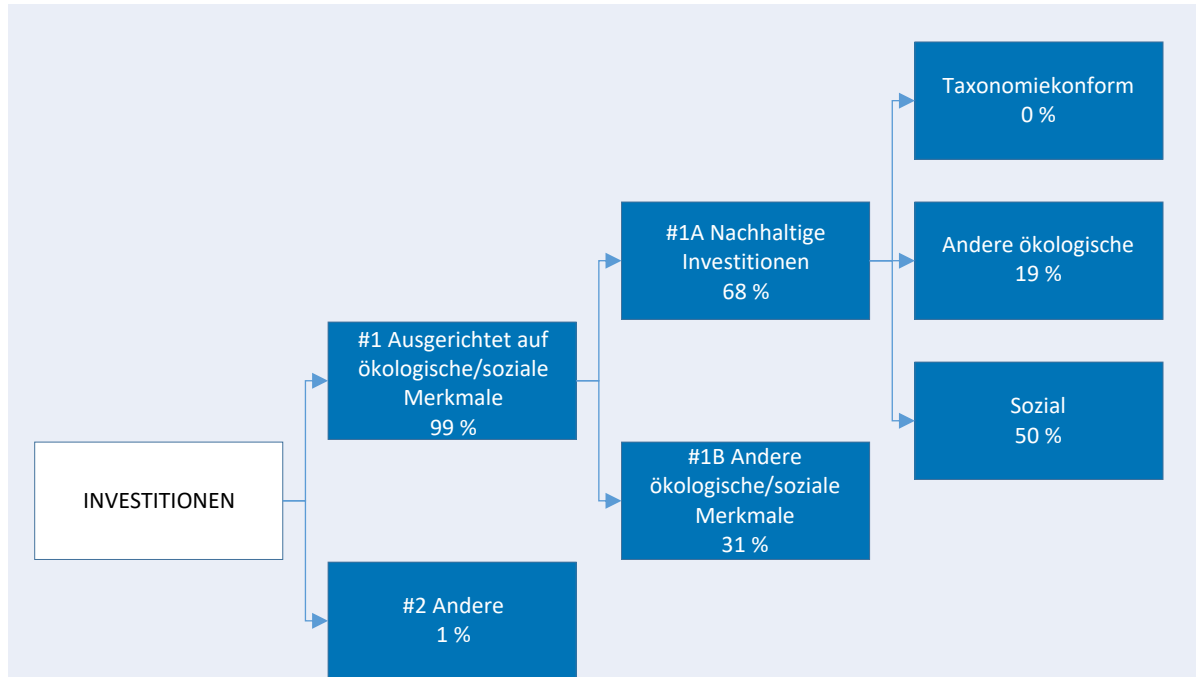 INVESTITIONEN
#1 Ausgerichtet auf
ökologische/soziale
Merkmale
99 %
#2 Andere
1 %
#1A Nachhaltige
Investitionen
68 %
#1B Andere
ökologische/soziale
Merkmale
31 %
Taxonomiekonform
0 %
Andere ökologische
19 %
Sozial
50 %